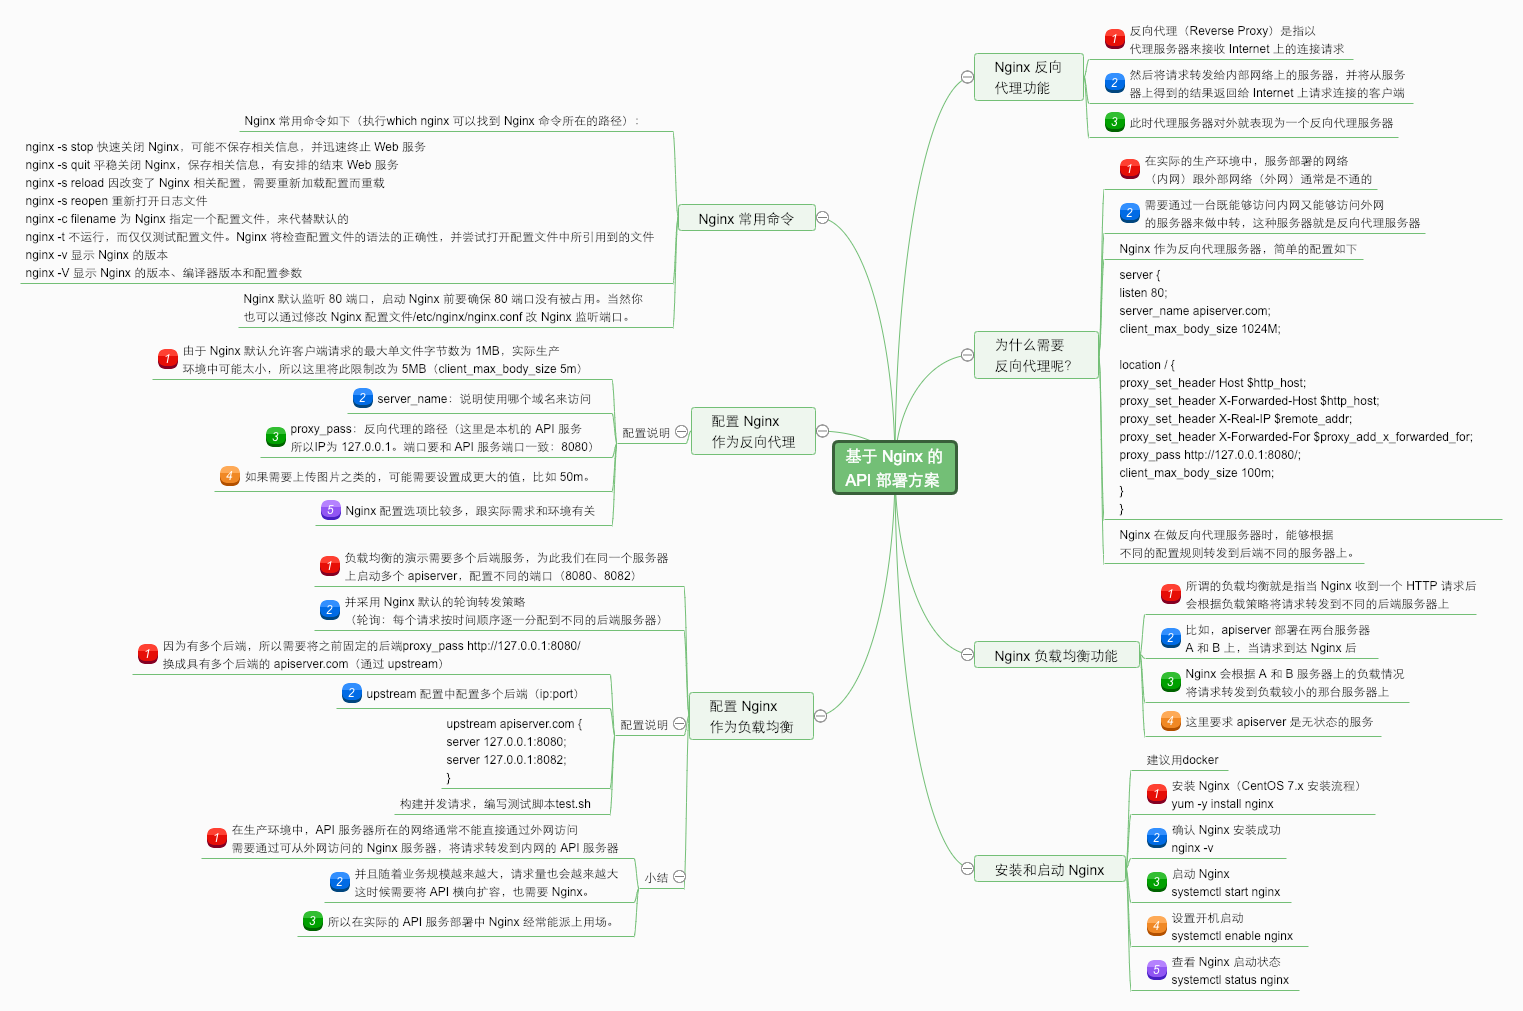 基于 Nginx 的
API 部署方案
Nginx 反向
代理功能
反向代理（Reverse Proxy）是指以
代理服务器来接收 Internet 上的连接请求
然后将请求转发给内部网络上的服务器，并将从服务
器上得到的结果返回给 Internet 上请求连接的客户端
此时代理服务器对外就表现为一个反向代理服务器
为什么需要
反向代理呢？
在实际的生产环境中，服务部署的网络
（内网）跟外部网络（外网）通常是不通的
需要通过一台既能够访问内网又能够访问外网
的服务器来做中转，这种服务器就是反向代理服务器
Nginx 作为反向代理服务器，简单的配置如下
server {
listen 80;
server_name apiserver.com;
client_max_body_size 1024M;
location / {
proxy_set_header Host $http_host;
proxy_set_header X-Forwarded-Host $http_host;
proxy_set_header X-Real-IP $remote_addr;
proxy_set_header X-Forwarded-For $proxy_add_x_forwarded_for;
proxy_pass http://127.0.0.1:8080/;
client_max_body_size 100m;
}
}
Nginx 在做反向代理服务器时，能够根据
不同的配置规则转发到后端不同的服务器上。
Nginx 负载均衡功能
所谓的负载均衡就是指当 Nginx 收到一个 HTTP 请求后
会根据负载策略将请求转发到不同的后端服务器上
比如，apiserver 部署在两台服务器
A 和 B 上，当请求到达 Nginx 后
Nginx 会根据 A 和 B 服务器上的负载情况
将请求转发到负载较小的那台服务器上
这里要求 apiserver 是无状态的服务
安装和启动 Nginx
建议用docker
安装 Nginx（CentOS 7.x 安装流程）
yum -y install nginx
确认 Nginx 安装成功
nginx -v
启动 Nginx
systemctl start nginx
设置开机启动
systemctl enable nginx
查看 Nginx 启动状态
systemctl status nginx
Nginx 常用命令
Nginx 常用命令如下（执行which nginx 可以找到 Nginx 命令所在的路径）：
nginx -s stop 快速关闭 Nginx，可能不保存相关信息，并迅速终止 Web 服务
nginx -s quit 平稳关闭 Nginx，保存相关信息，有安排的结束 Web 服务
nginx -s reload 因改变了 Nginx 相关配置，需要重新加载配置而重载
nginx -s reopen 重新打开日志文件
nginx -c filename 为 Nginx 指定一个配置文件，来代替默认的
nginx -t 不运行，而仅仅测试配置文件。Nginx 将检查配置文件的语法的正确性，并尝试打开配置文件中所引用到的文件
nginx -v 显示 Nginx 的版本
nginx -V 显示 Nginx 的版本、编译器版本和配置参数
Nginx 默认监听 80 端口，启动 Nginx 前要确保 80 端口没有被占用。当然你
也可以通过修改 Nginx 配置文件/etc/nginx/nginx.conf 改 Nginx 监听端口。
配置 Nginx
作为反向代理
配置说明
由于 Nginx 默认允许客户端请求的最大单文件字节数为 1MB，实际生产
环境中可能太小，所以这里将此限制改为 5MB（client_max_body_size 5m）
server_name：说明使用哪个域名来访问
proxy_pass：反向代理的路径（这里是本机的 API 服务
所以IP为 127.0.0.1。端口要和 API 服务端口一致：8080）
如果需要上传图片之类的，可能需要设置成更大的值，比如 50m。
Nginx 配置选项比较多，跟实际需求和环境有关
配置 Nginx
作为负载均衡
负载均衡的演示需要多个后端服务，为此我们在同一个服务器
上启动多个 apiserver，配置不同的端口（8080、8082）
并采用 Nginx 默认的轮询转发策略
（轮询：每个请求按时间顺序逐一分配到不同的后端服务器）
配置说明
因为有多个后端，所以需要将之前固定的后端proxy_pass http://127.0.0.1:8080/
换成具有多个后端的 apiserver.com（通过 upstream）
upstream 配置中配置多个后端（ip:port）
upstream apiserver.com {
server 127.0.0.1:8080;
server 127.0.0.1:8082;
}
构建并发请求，编写测试脚本test.sh
小结
在生产环境中，API 服务器所在的网络通常不能直接通过外网访问
需要通过可从外网访问的 Nginx 服务器，将请求转发到内网的 API 服务器
并且随着业务规模越来越大，请求量也会越来越大
这时候需要将 API 横向扩容，也需要 Nginx。
所以在实际的 API 服务部署中 Nginx 经常能派上用场。